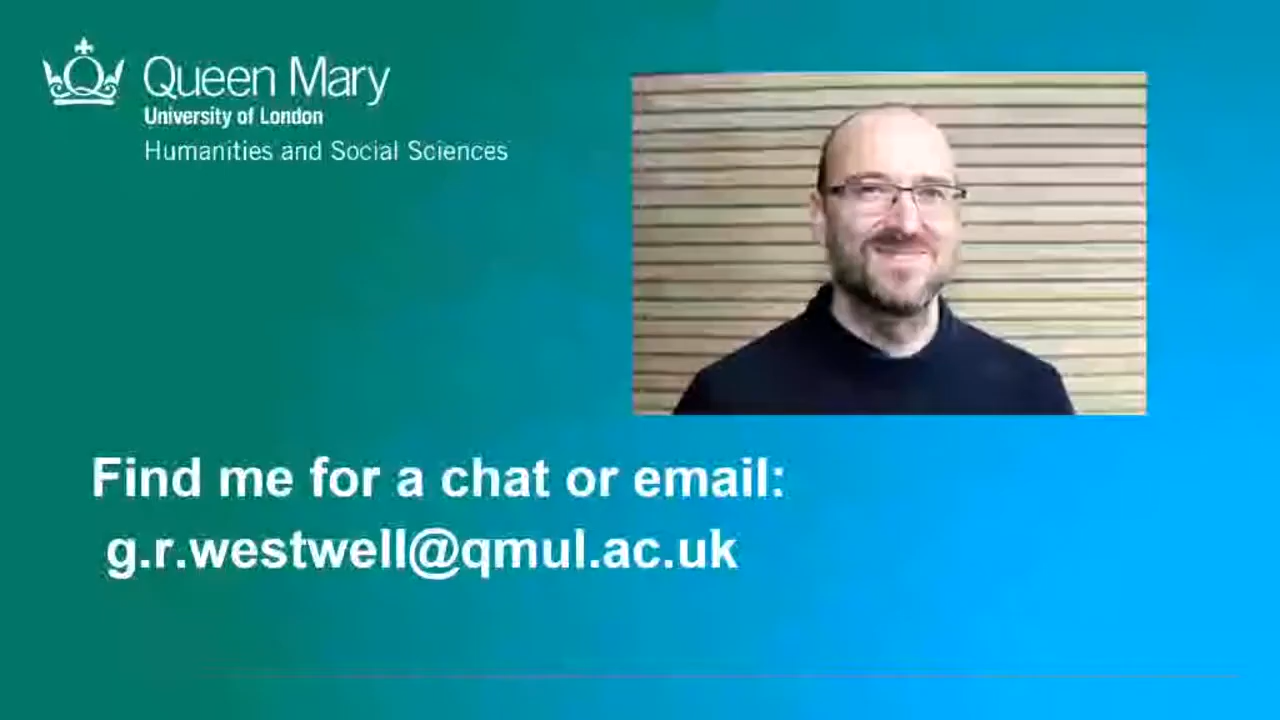 Queen Mary
University of London
Humanities and Social Sciences
Find me for a chat or email:
g.r.westwell@qmul.ac.uk